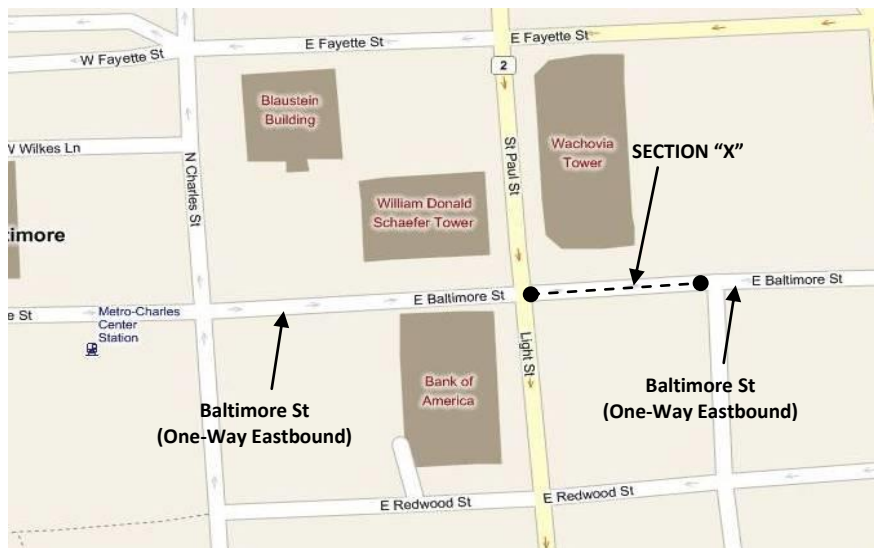 E Fayette St
E Fayette St
W Fayette St
2
Blaustein
Building
St Paul St
Wachovia
Tower
SECTION “X”
W Wilkes Ln
N Charles St
William Donald
Schaefer Tower
timore
E Baltimore St
E Baltimore St
e St
Metro-Charles
Center
Station
Light St
Bank of
America
Baltimore St
(One-Way Eastbound)
Baltimore St
(One-Way Eastbound)
E Redwood St
E Redwood St